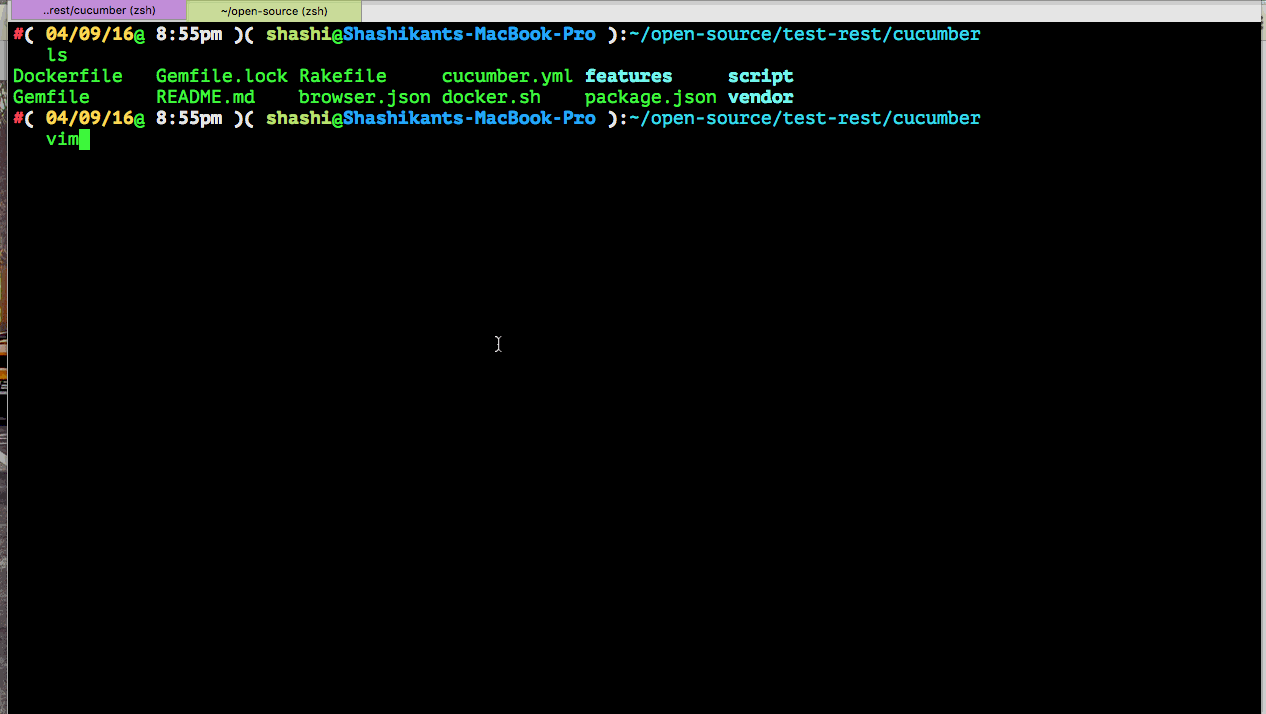 ..rest/cucumber (zsh) ~/open-source (zsh)
#( 04/09/16@ 8:55pm )( shashi@Shashikants-MacBook-Pro ):~/open-source/test-rest/cucumber
ls
Dockerfile Gemfile.lock Rakefile cucumber.yml features script
Gemfile README.md browser.json docker.sh package.json vendor
#( 04/09/16@ 8:55pm )( shashi@Shashikants-MacBook-Pro ):~/open-source/test-rest/cucumber
vim